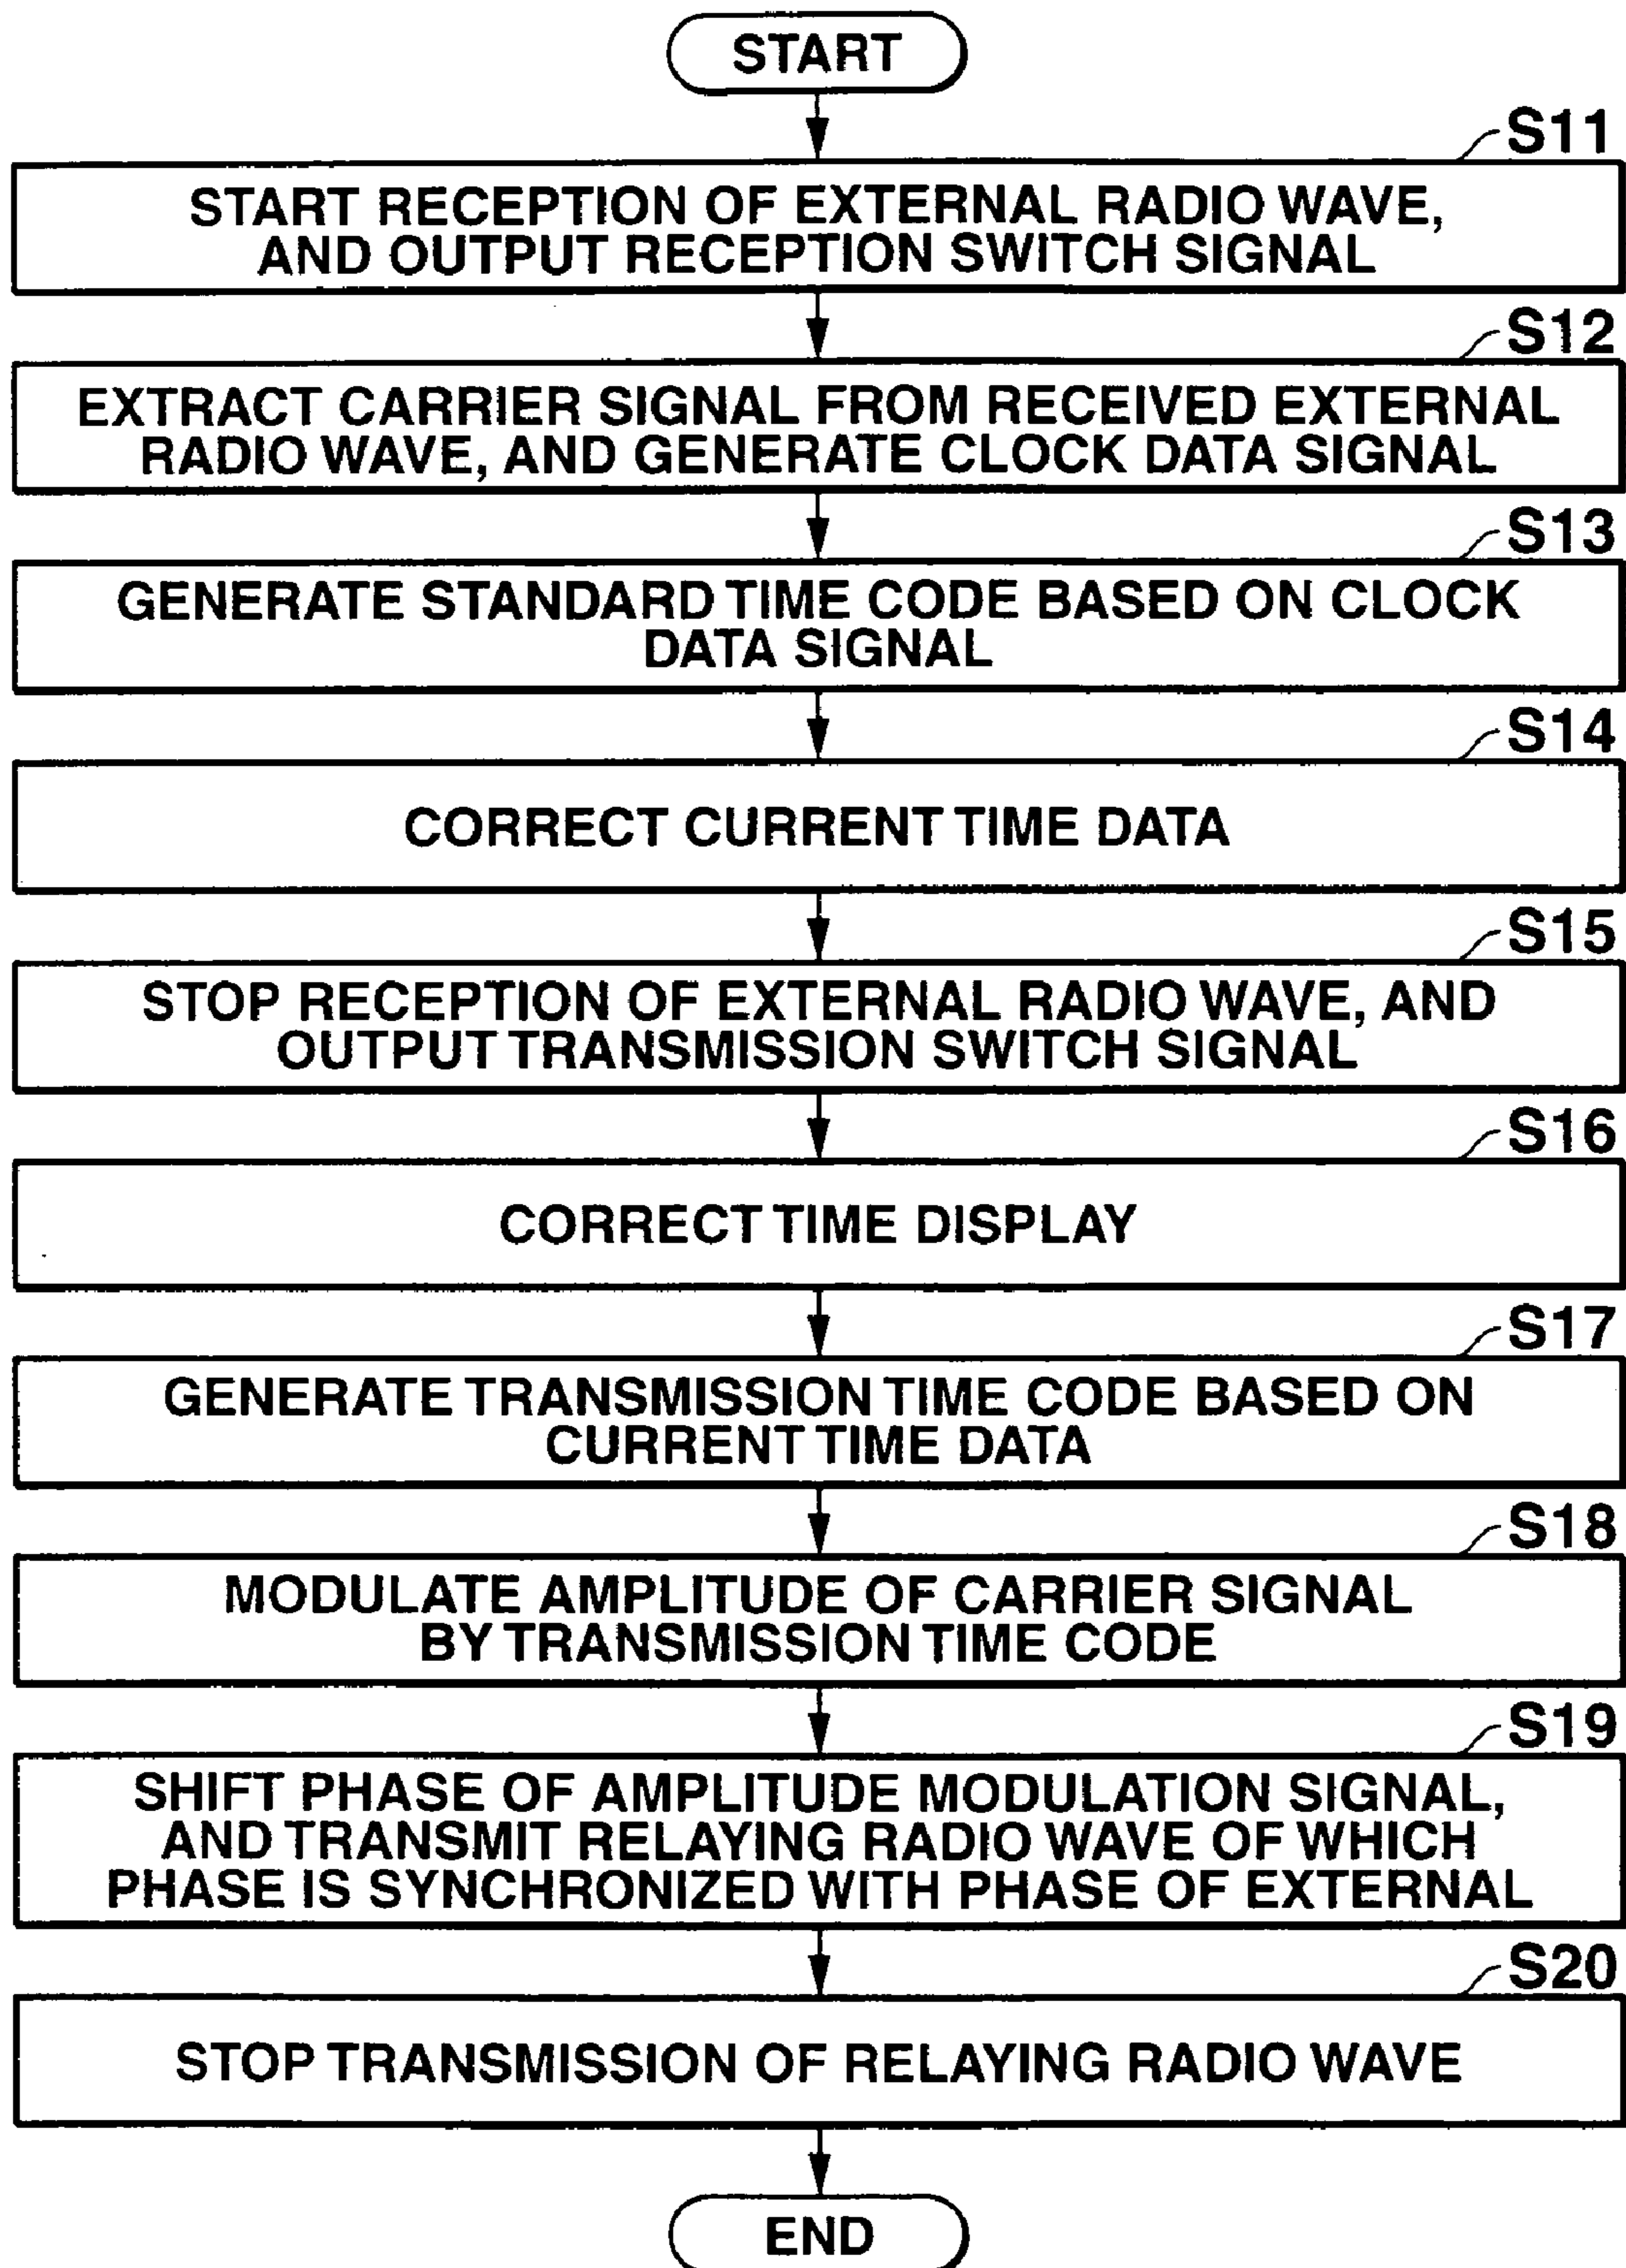 START
S11
START RECEPTION OF EXTERNAL RADIO WAVE,
AND OUTPUT RECEPTION SWITCH SIGNAL
S12
EXTRACT CARRIER SIGNAL FROM RECEIVED EXTERNAL
RADIO WAVE, AND GENERATE CLOCK DATA SIGNAL
S13
GENERATE STANDARD TIME CODE BASED ON CLOCK
DATA SIGNAL
S14
CORRECT CURRENT TIME DATA
S15
STOP RECEPTION OF EXTERNAL RADIO WAVE, AND
OUTPUT TRANSMISSION SWITCH SIGNAL
S16
CORRECT TIME DISPLAY
S17
GENERATE TRANSMISSION TIME CODE BASED ON
CURRENT TIME DATA
S18
MODULATE AMPLITUDE OF CARRIER SIGNAL
BY TRANSMISSION TIME CODE
S19
SHIFT PHASE OF AMPLITUDE MODULATION SIGNAL,
AND TRANSMIT RELAYING RADIO WAVE OF WHICH
PHASE IS SYNCHRONIZED WITH PHASE OF EXTERNAL
S20
STOP TRANSMISSION OF RELAYING RADIO WAVE
END